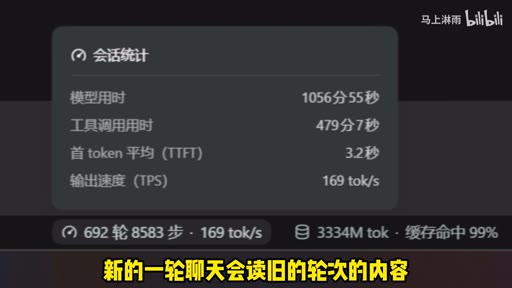 马上淋雨 bilibili
会话统计
模型用时 1056分55秒
工具调用用时 479分7秒
首 token 平均（TTFT） 3.2秒
输出速度（TPS） 169 tok/s
692 轮 8583 步 · 169 tok/s 3334M tok · 缓存命中 99%
新的一轮聊天会读旧的轮次的内容